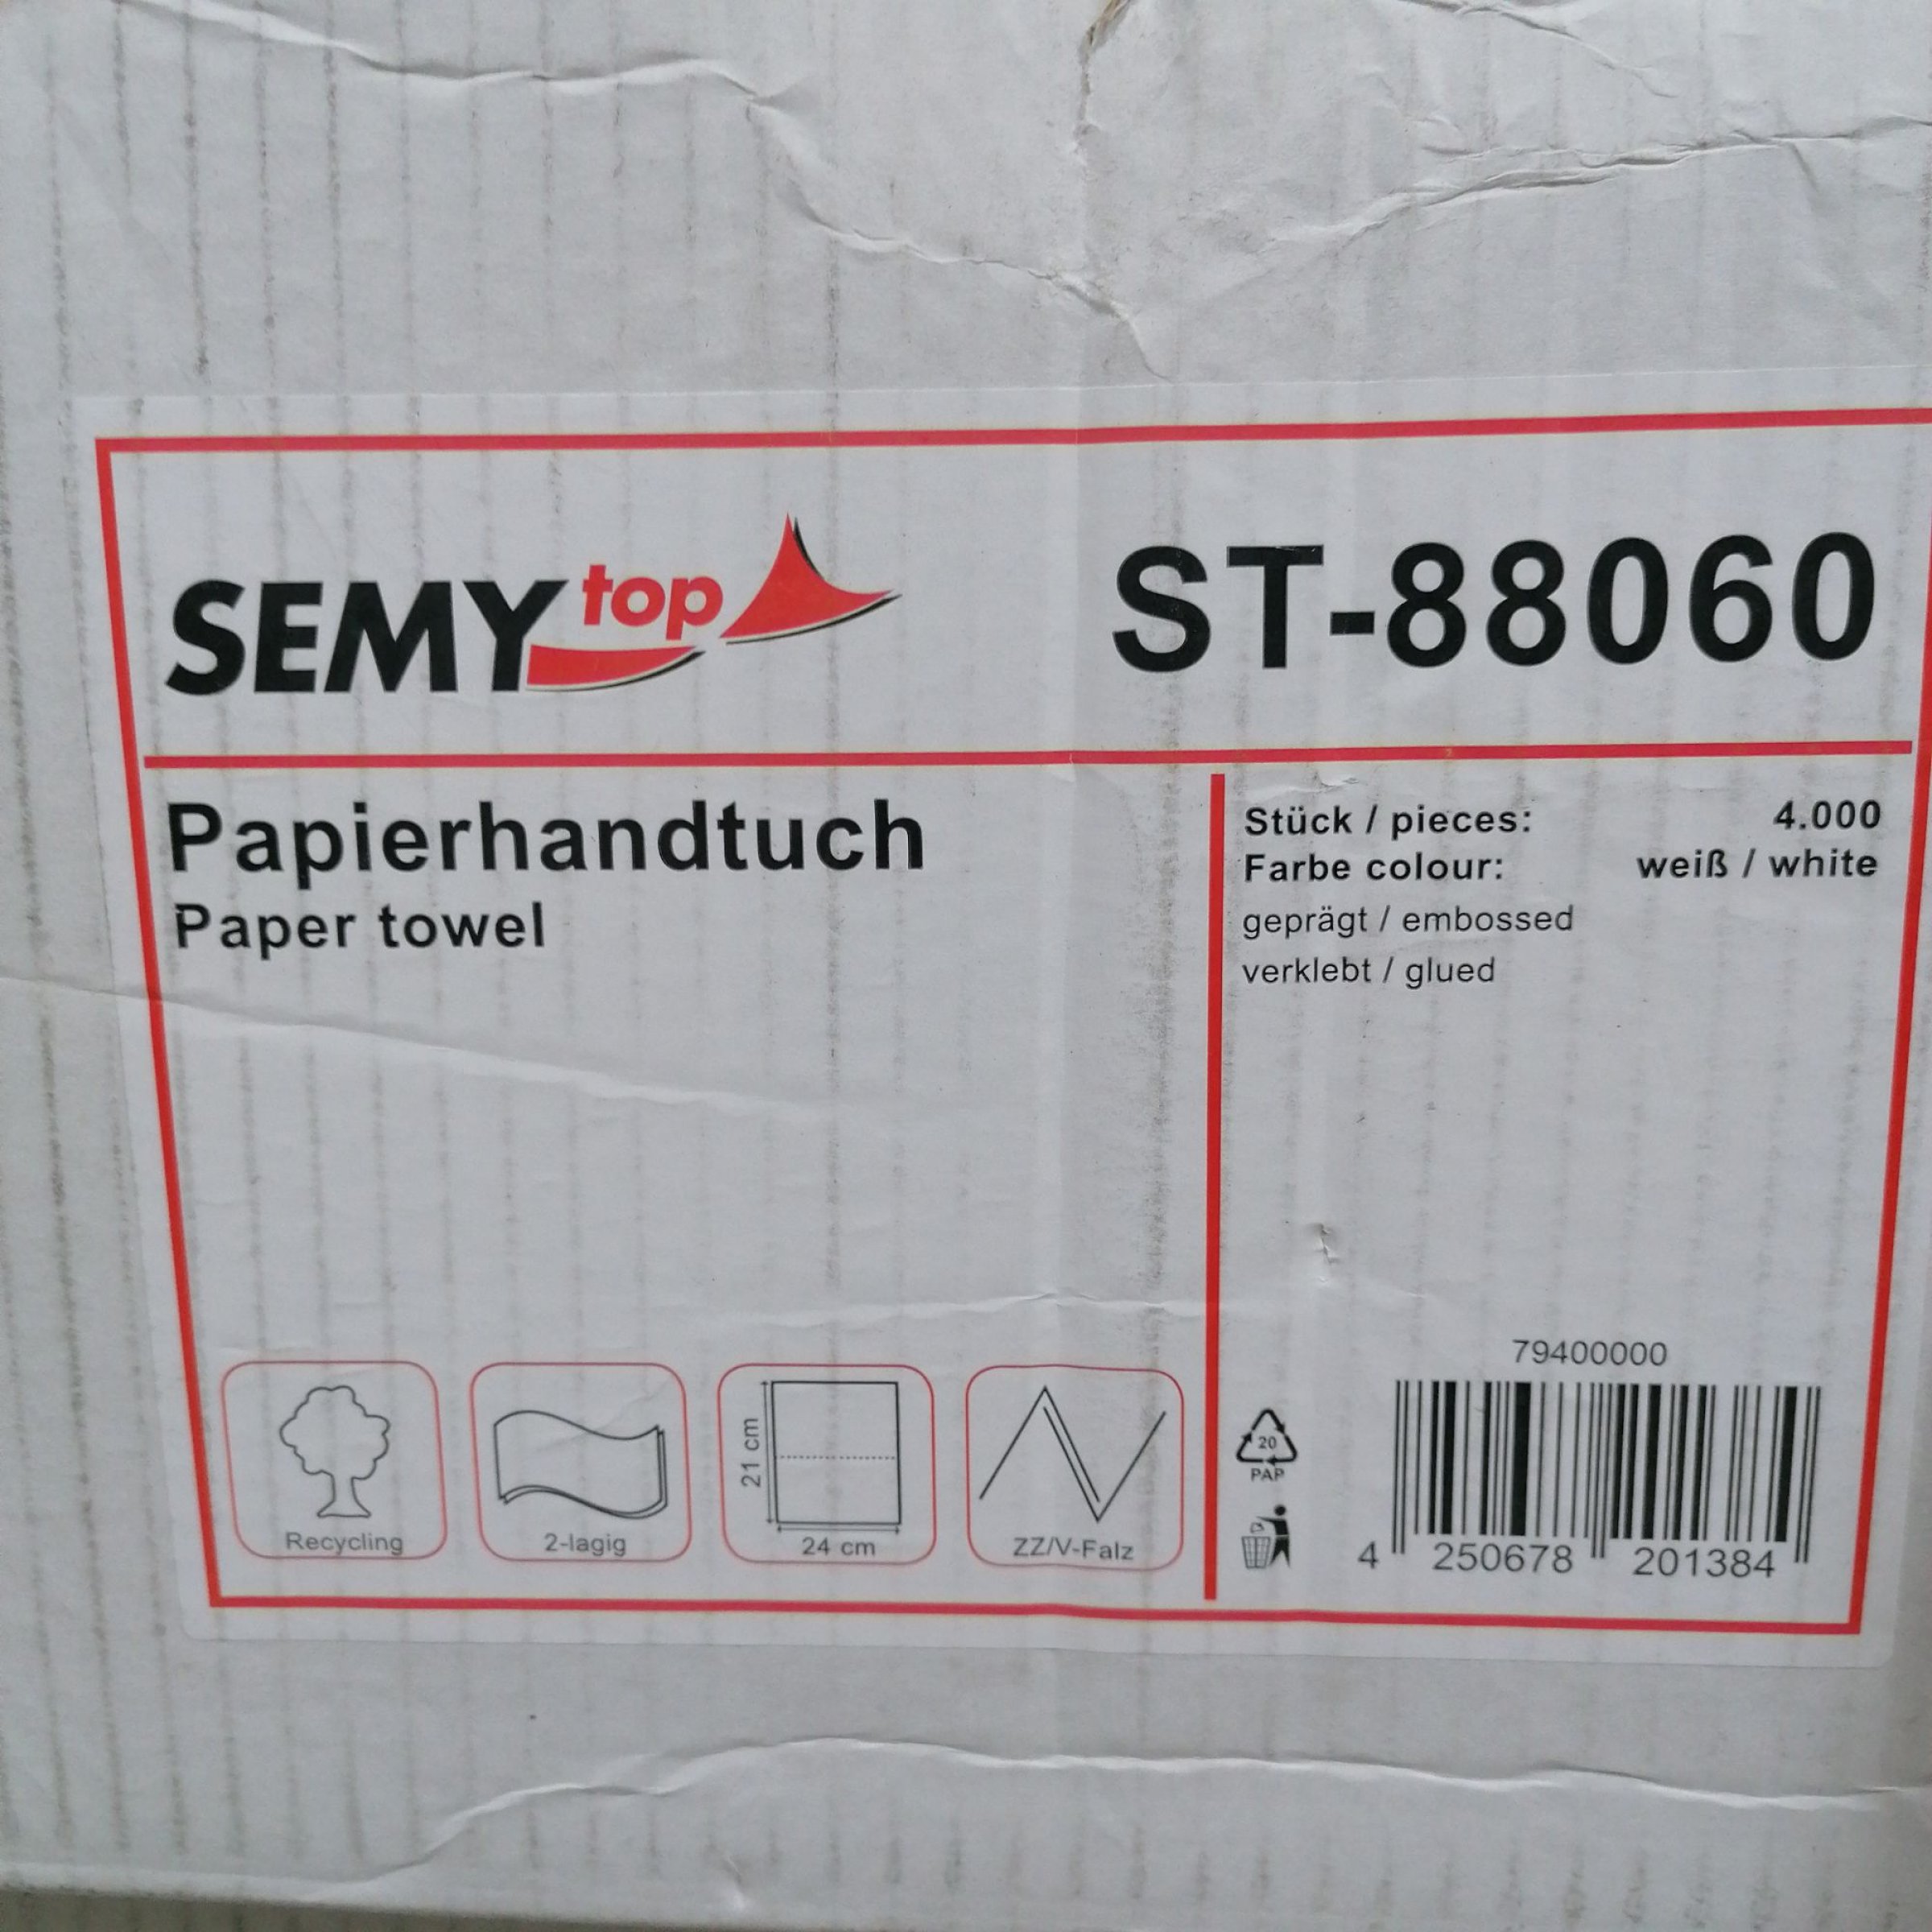 SEMY top
ST-88060
Papierhandtuch
Paper towel
Stück / pieces: 4.000
Farbe colour: weiß / white
geprägt / embossed
verklebt / glued
Recycling
2-lagig
21 cm
24 cm
ZZ/V-Falz
20
PAP
79400000
4 250678 201384